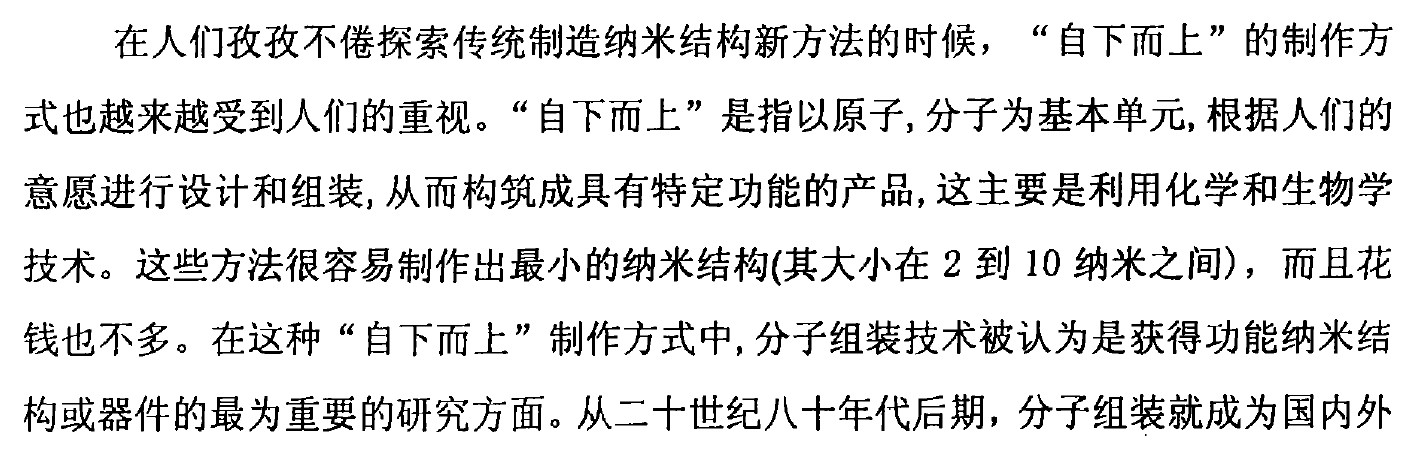 在人们孜孜不倦探索传统制造纳米结构新方法的时候，“自下而上”的制作方
式也越来越受到人们的重视。“自下而上”是指以原子,分子为基本单元,根据人们的
意愿进行设计和组装,从而构筑成具有特定功能的产品,这主要是利用化学和生物学
技术。这些方法很容易制作出最小的纳米结构(其大小在 2 到 10 纳米之间)，而且花
钱也不多。在这种“自下而上”制作方式中,分子组装技术被认为是获得功能纳米结
构或器件的最为重要的研究方面。从二十世纪八十年代后期，分子组装就成为国内外